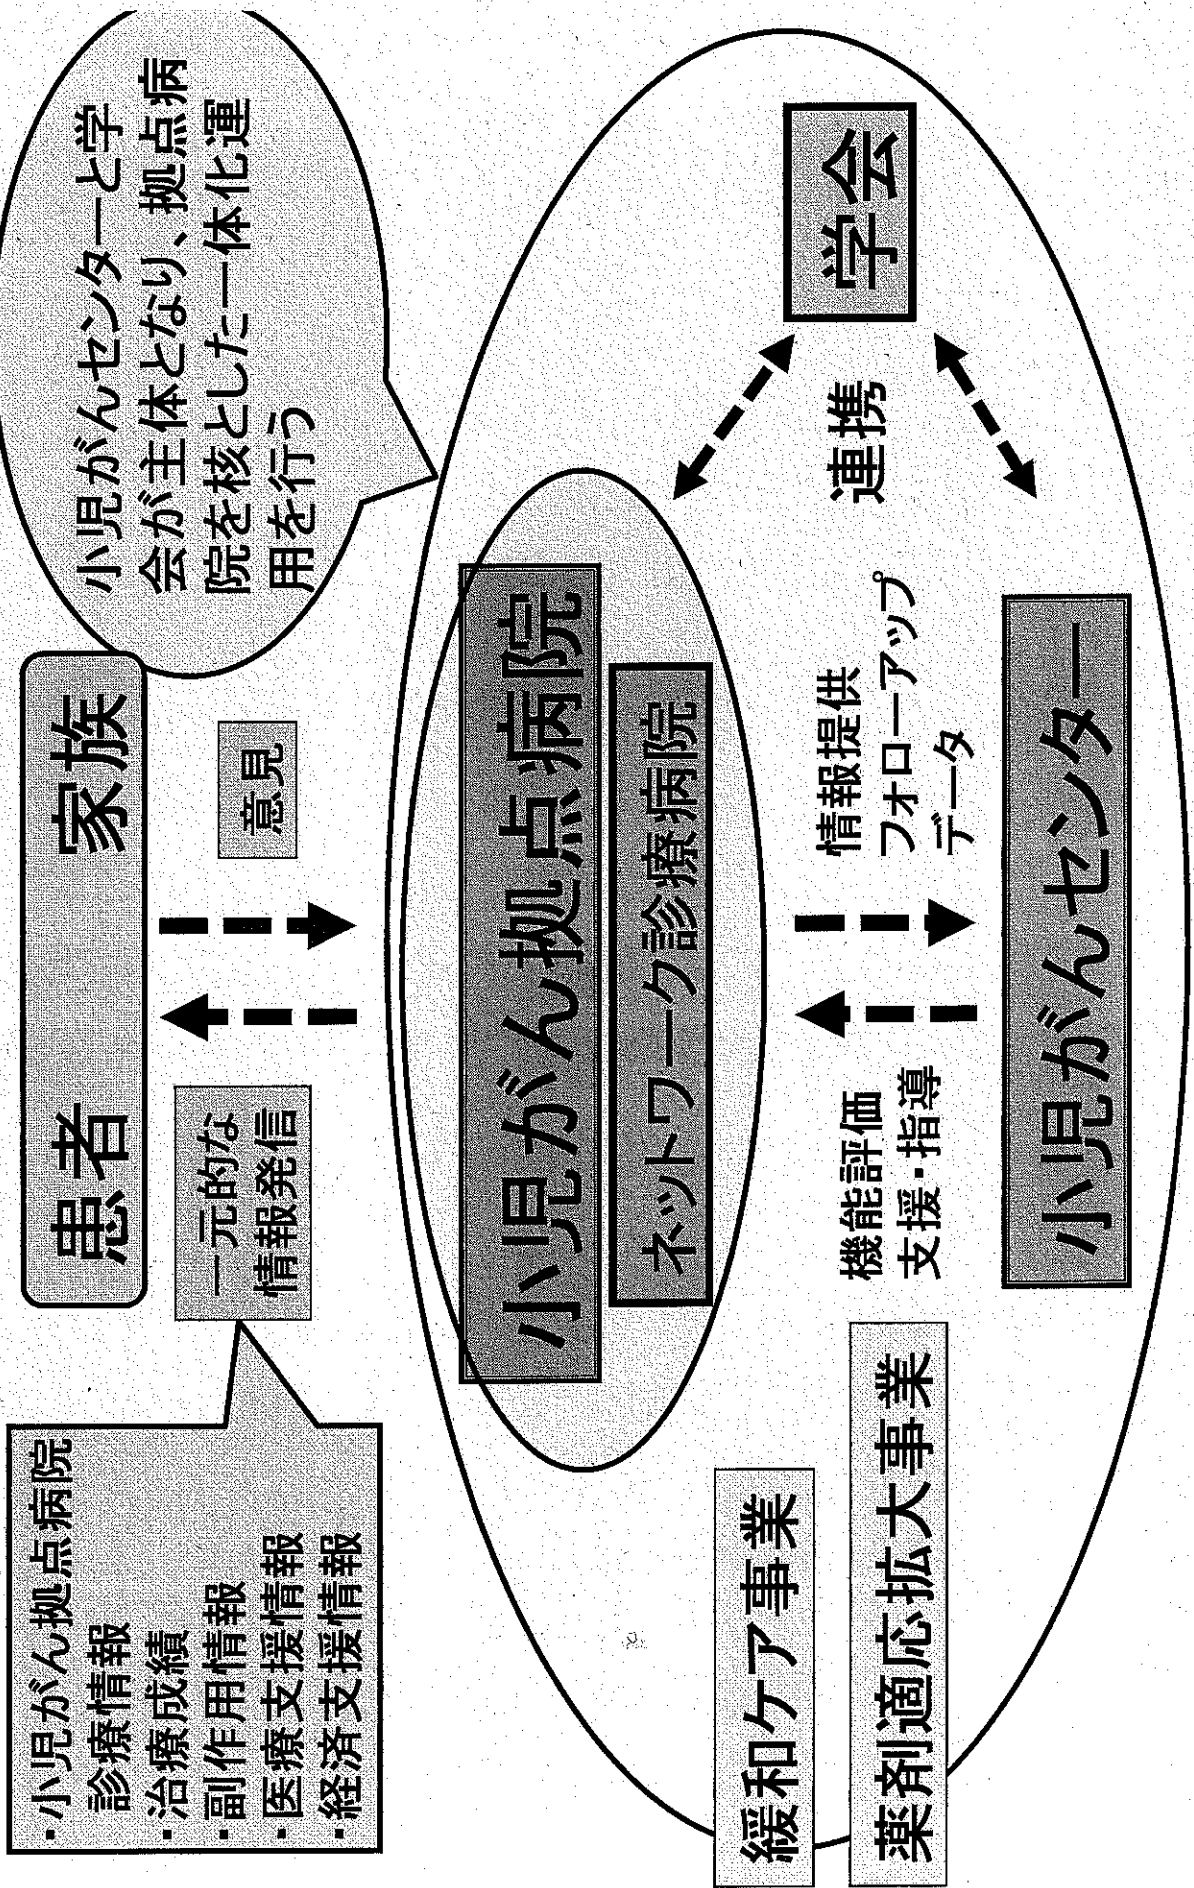 ・小児がん拠点病院
診療情報
・治療成績
・副作用情報
・医療支援情報
・経済支援情報
患者　家族
小児がんセンターと学
会が主体となり、拠点病
院を核とした一体化運
用を行う
一元的な
情報発信
意見
小児がん拠点病院
ネットワーク診療病院
緩和ケア事業
薬剤適応拡大事業
機能評価
支援・指導
情報提供
フォローアップ
データ
連携
学会
小児がんセンター